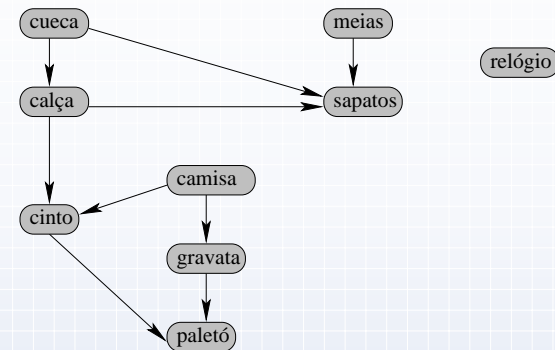 cueca
meias
relógio
calça
sapatos
camisa
cinto
gravata
paletó